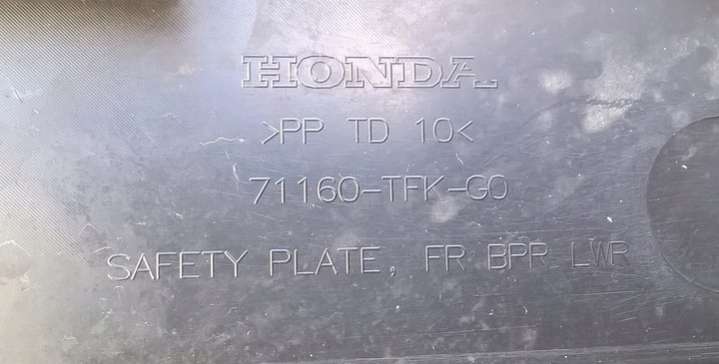 HONDA
>PP TD 10<
71160-TFK-G0
SAFETY PLATE, FR BPR LWR